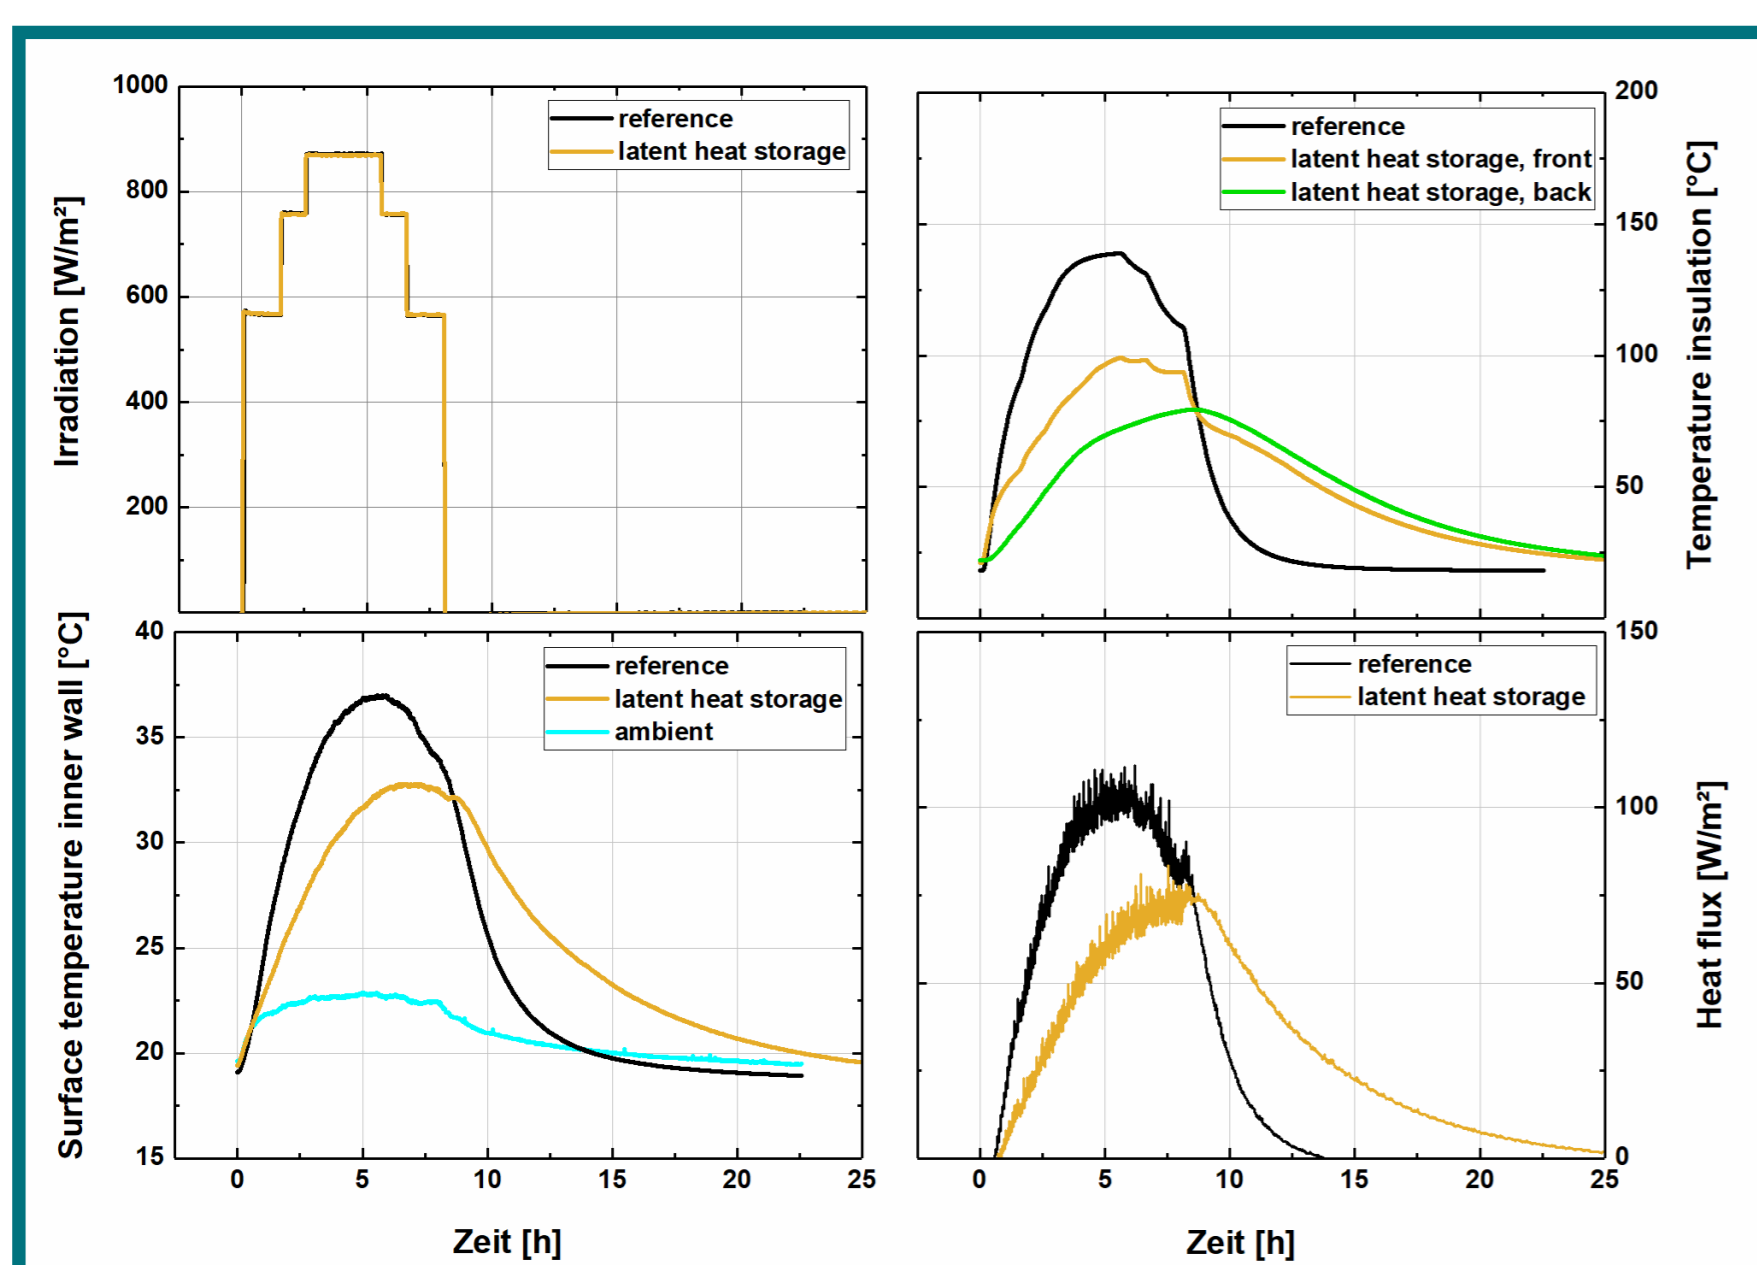 1000
800
600
400
200
Irradiation [W/m²]
reference
latent heat storage
200
150
100
50
Temperature insulation [°C]
reference
latent heat storage, front
latent heat storage, back
40
35
30
25
20
15
Surface temperature inner wall [°C]
reference
latent heat storage
ambient
0 5 10 15 20 25
Zeit [h]
150
100
50
0
Heat flux [W/m²]
reference
latent heat storage
0 5 10 15 20 25
Zeit [h]